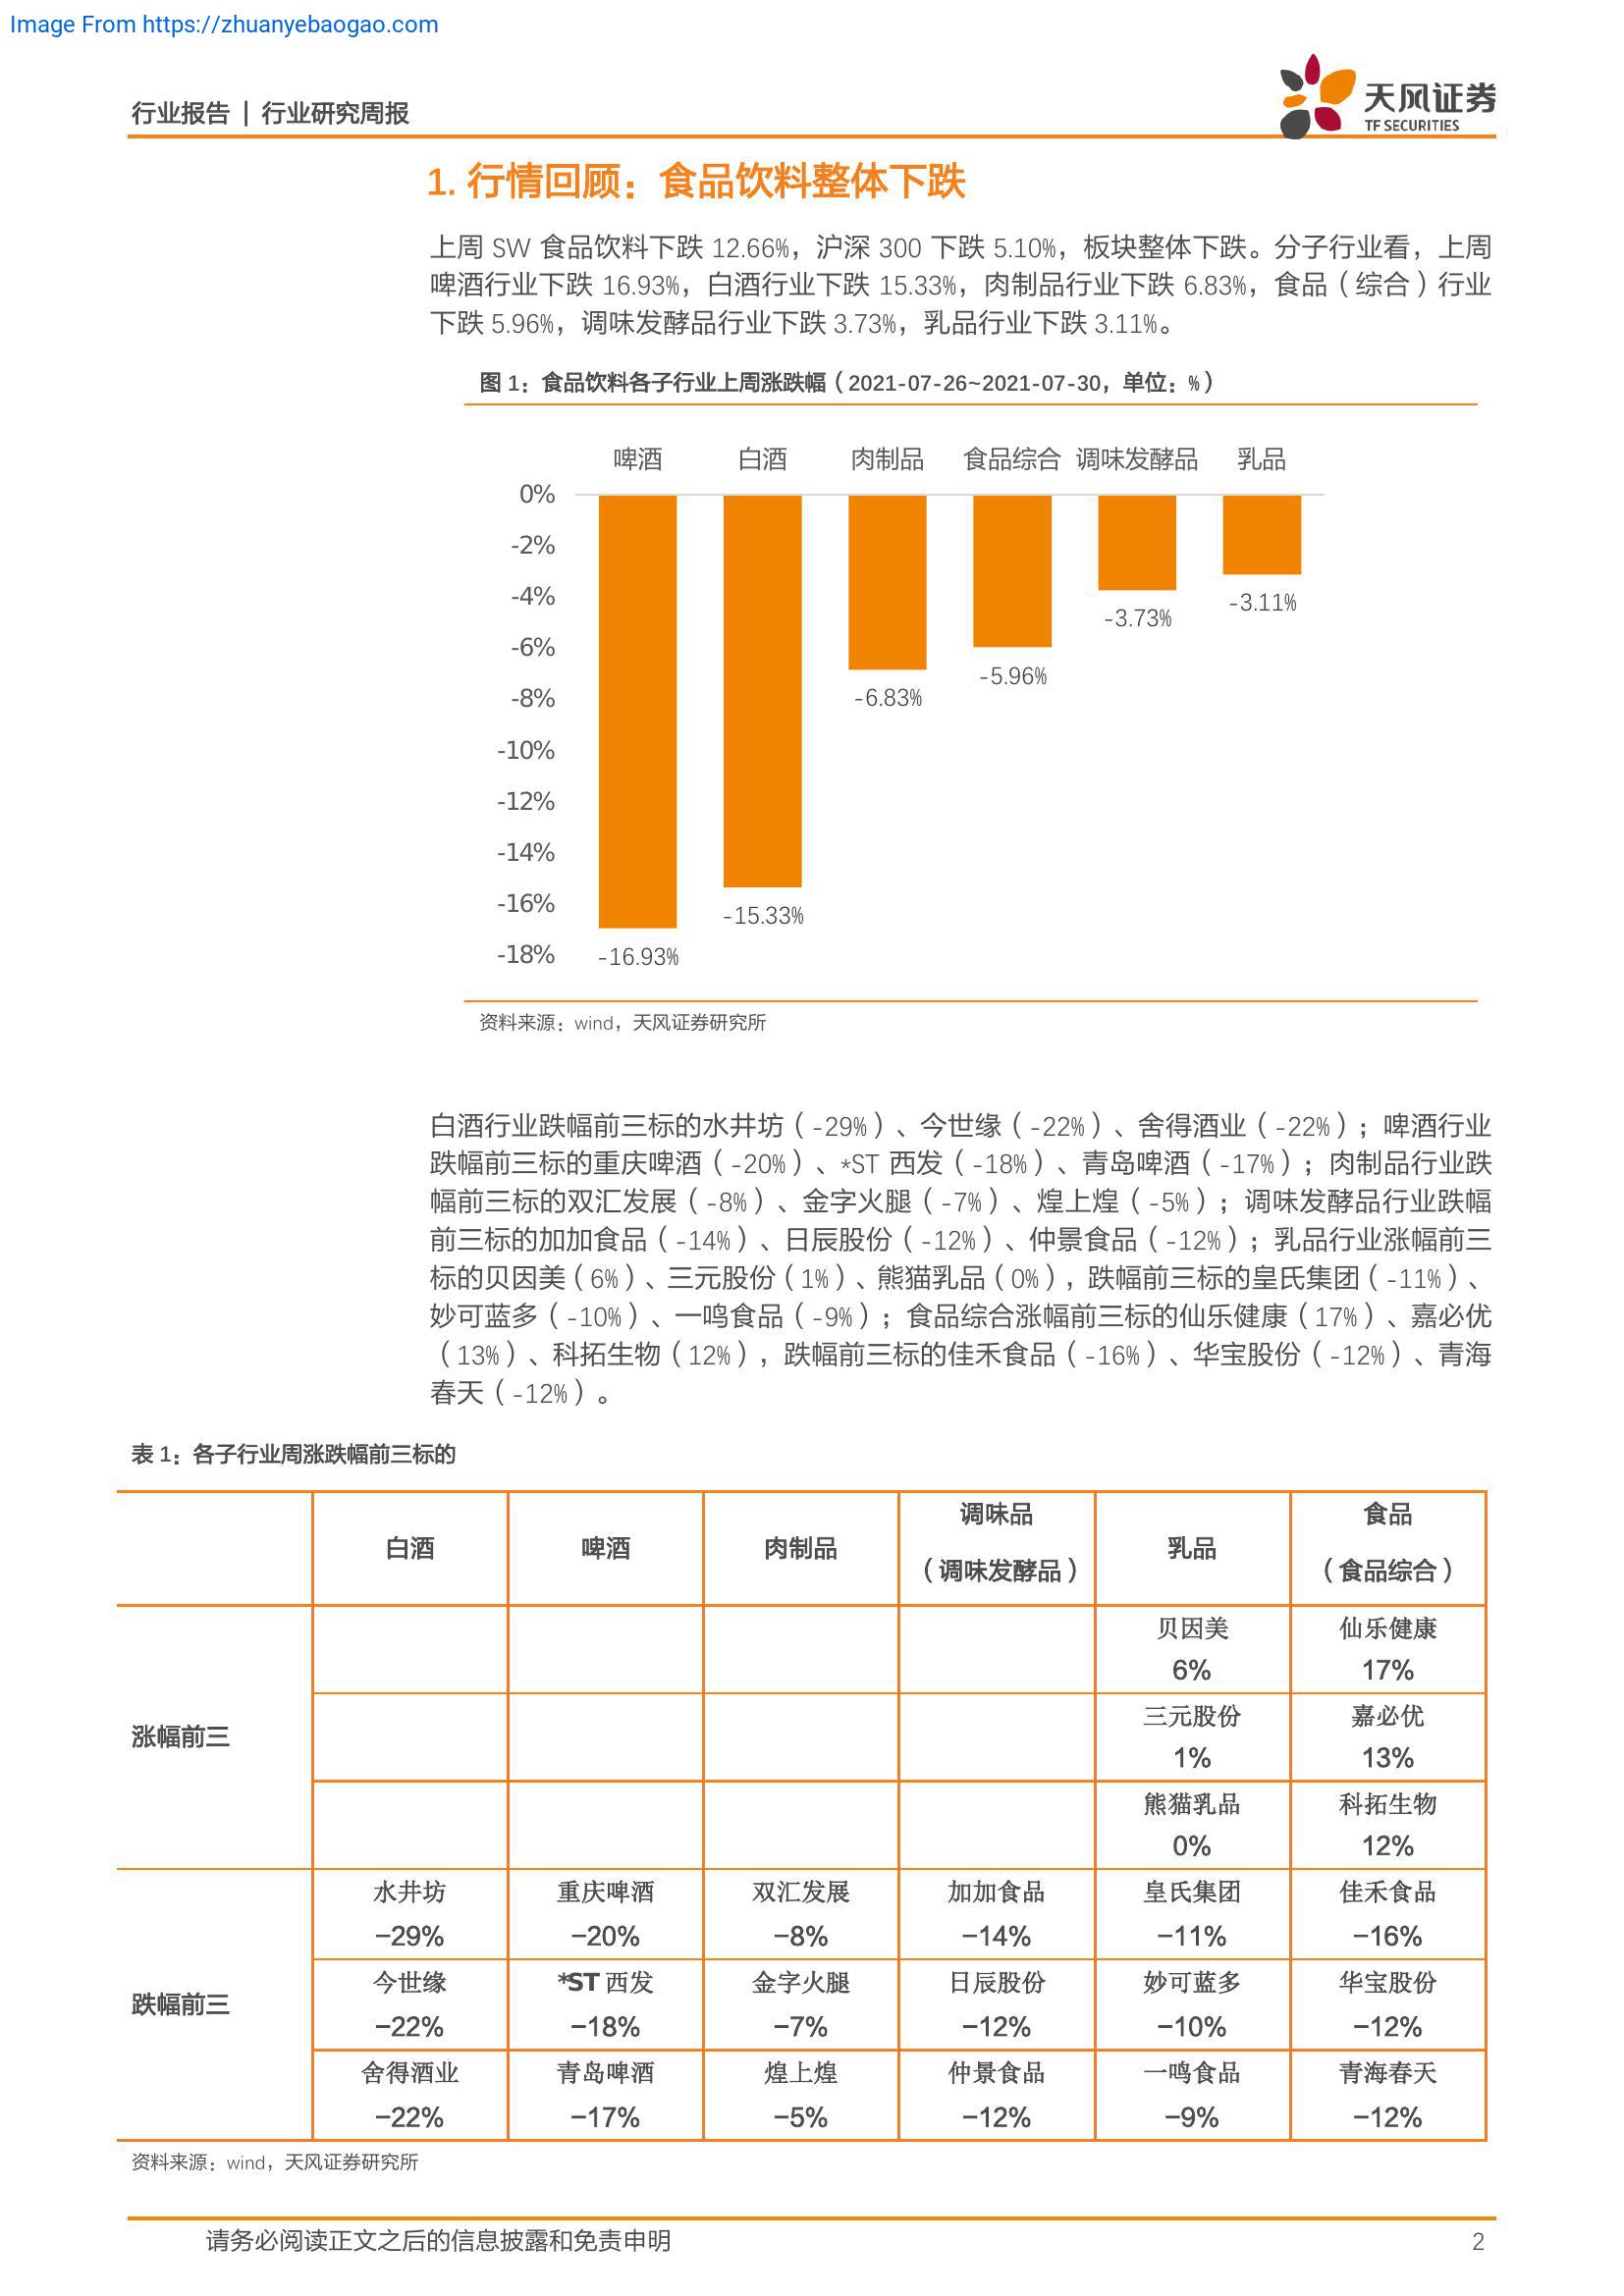 Image From https://zhuanyebaogao.com
行业报告 | 行业研究周报
天风证券
TF SECURITIES
1. 行情回顾：食品饮料整体下跌
上周 SW 食品饮料下跌 12.66%，沪深 300 下跌 5.10%，板块整体下跌。分子行业看，上周
啤酒行业下跌 16.93%，白酒行业下跌 15.33%，肉制品行业下跌 6.83%，食品（综合）行业
下跌 5.96%，调味发酵品行业下跌 3.73%，乳品行业下跌 3.11%。
图 1：食品饮料各子行业上周涨跌幅（2021-07-26~2021-07-30，单位：%）
啤酒 白酒 肉制品 食品综合 调味发酵品 乳品
0%
-2%
-4%
-6%
-8%
-10%
-12%
-14%
-16%
-18%
-16.93%
-15.33%
-6.83%
-5.96%
-3.73%
-3.11%
资料来源：wind，天风证券研究所
白酒行业跌幅前三标的水井坊（-29%）、今世缘（-22%）、舍得酒业（-22%）；啤酒行业
跌幅前三标的重庆啤酒（-20%）、*ST 西发（-18%）、青岛啤酒（-17%）；肉制品行业跌
幅前三标的双汇发展（-8%）、金字火腿（-7%）、煌上煌（-5%）；调味发酵品行业跌幅
前三标的加加食品（-14%）、日辰股份（-12%）、仲景食品（-12%）；乳品行业涨幅前三
标的贝因美（6%）、三元股份（1%）、熊猫乳品（0%），跌幅前三标的皇氏集团（-11%）、
妙可蓝多（-10%）、一鸣食品（-9%）；食品综合涨幅前三标的仙乐健康（17%）、嘉必优
（13%）、科拓生物（12%），跌幅前三标的佳禾食品（-16%）、华宝股份（-12%）、青海
春天（-12%）。
表 1：各子行业周涨跌幅前三标的
白酒 啤酒 肉制品 调味品 乳品 食品
（调味发酵品） （食品综合）
涨幅前三
贝因美 仙乐健康
6% 17%
三元股份 嘉必优
1% 13%
熊猫乳品 科拓生物
0% 12%
跌幅前三
水井坊 重庆啤酒 双汇发展 加加食品 皇氏集团 佳禾食品
-29% -20% -8% -14% -11% -16%
今世缘 *ST 西发 金字火腿 日辰股份 妙可蓝多 华宝股份
-22% -18% -7% -12% -10% -12%
舍得酒业 青岛啤酒 煌上煌 仲景食品 一鸣食品 青海春天
-22% -17% -5% -12% -9% -12%
资料来源：wind，天风证券研究所
请务必阅读正文之后的信息披露和免责申明
2